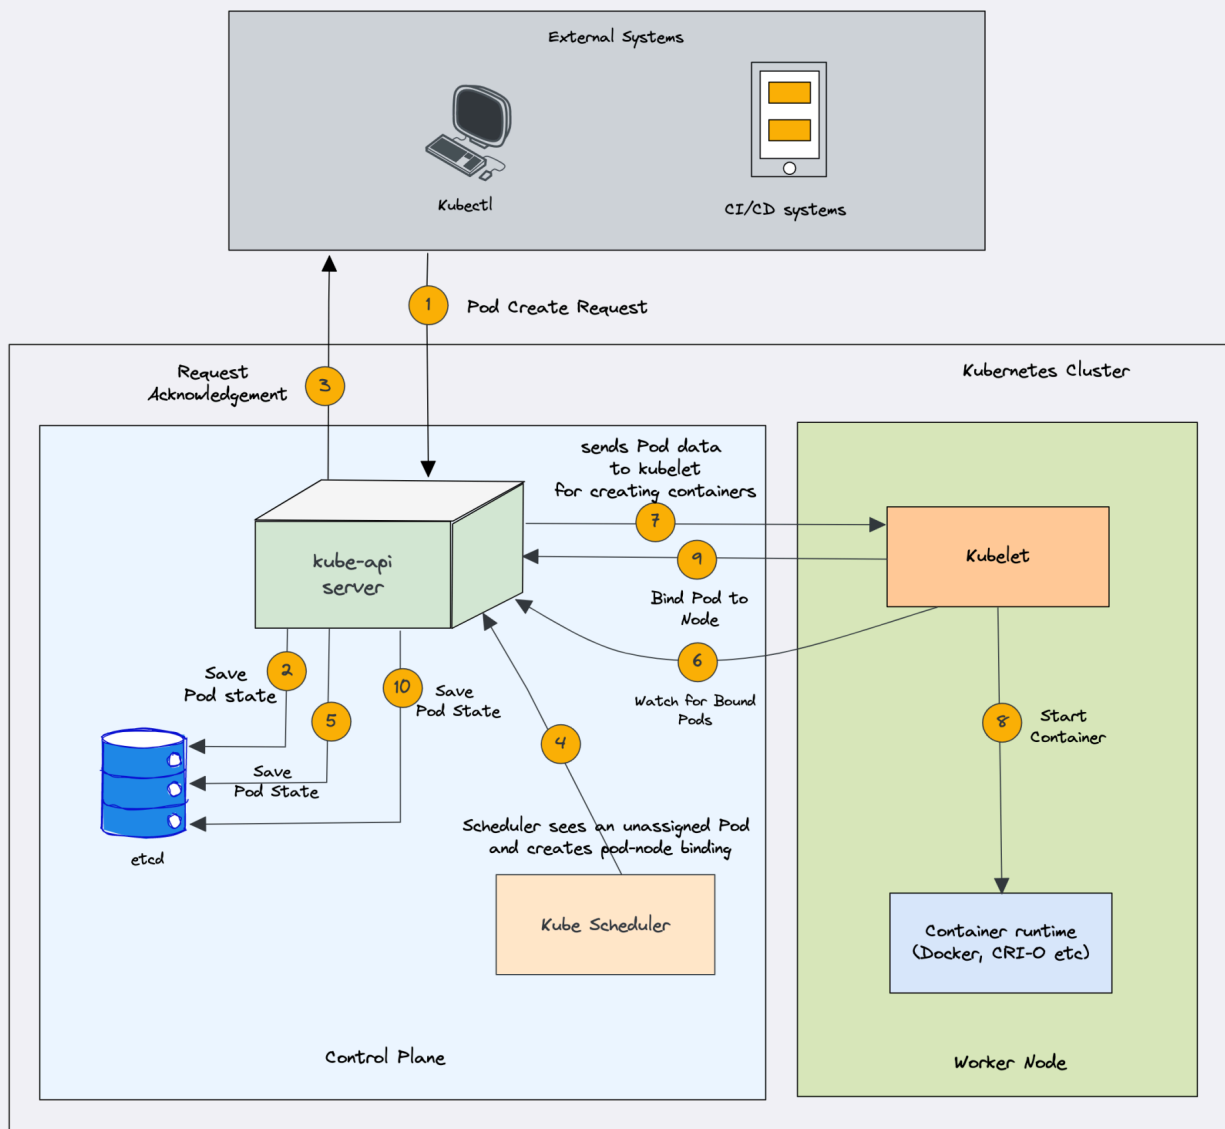 External Systems
Kubectl
CI/CD systems
1
Pod Create Request
Request
Acknowledgement
3
Kubernetes Cluster
sends Pod data
to kubelet
for creating containers
7
kube-api
server
9
Bind Pod to
Node
Kubelet
6
Watch for Bound
Pods
Save
Pod state
2
5
10
Save
Pod State
Save
Pod State
etcd
4
Scheduler sees an unassigned Pod
and creates pod-node binding
Kube Scheduler
8
Start
Container
Container runtime
(Docker, CRI-O etc)
Control Plane
Worker Node